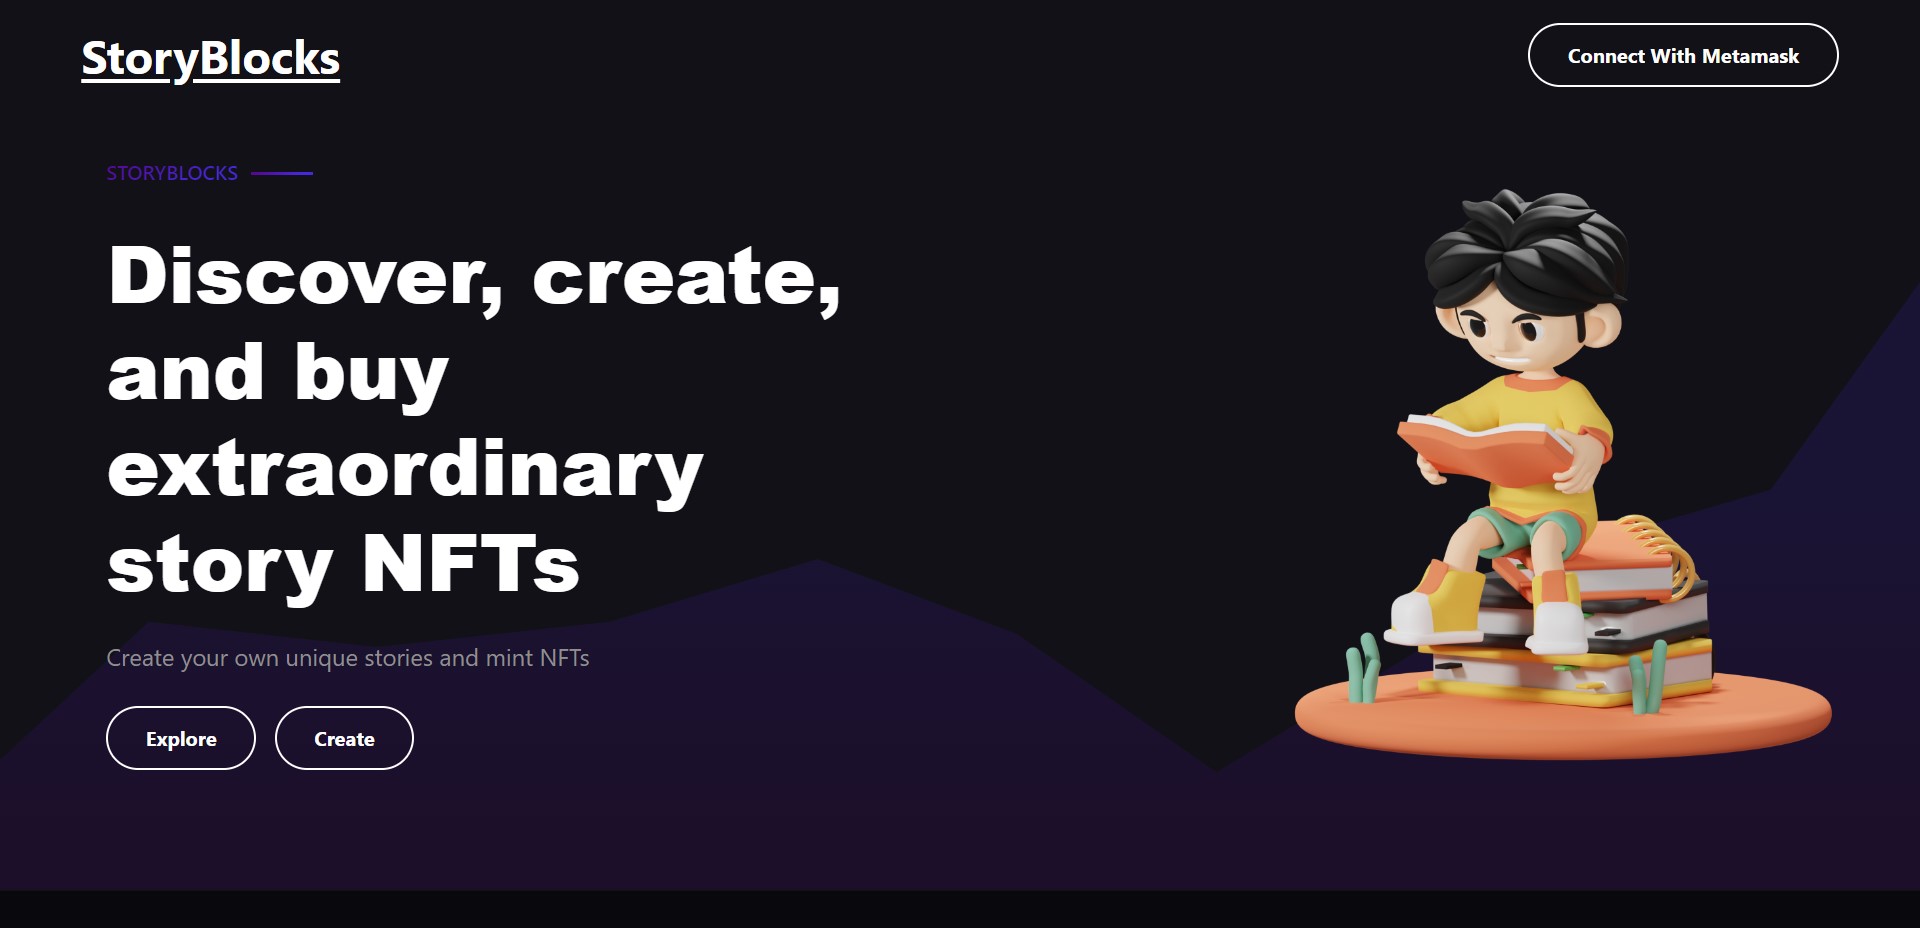 StoryBlocks
Connect With Metamask
STORYBLOCKS
Discover, create,
and buy
extraordinary
story NFTs
Create your own unique stories and mint NFTs
Explore
Create